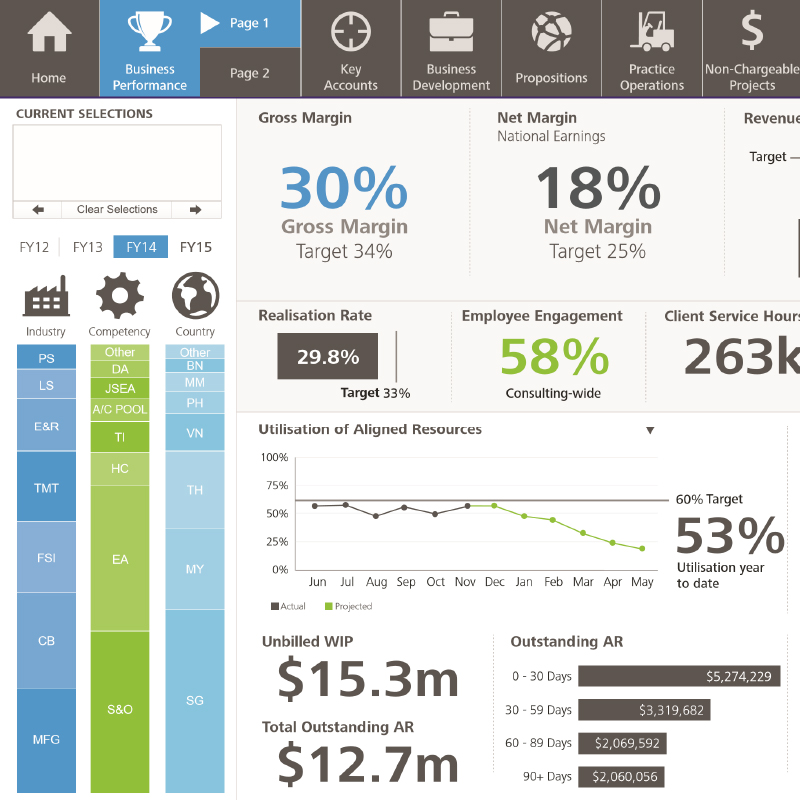 Home
Business
Performance
Page 1
Page 2
Key
Accounts
Business
Development
Propositions
Practice
Operations
$
Non-Chargeable
Projects
CURRENT SELECTIONS
Clear Selections
FY12 FY13 FY14 FY15
Industry Competency Country
PS
LS
E&R
TMT
FSI
CB
MFG
Other
DA
JSEA
A/C POOL
TI
HC
EA
S&O
Other
BN
MM
PH
VN
TH
MY
SG
Gross Margin
30%
Gross Margin
Target 34%
Net Margin
National Earnings
18%
Net Margin
Target 25%
Revenue
Target
Realisation Rate
29.8%
Target 33%
Employee Engagement
58%
Consulting-wide
Client Service Hours
263k
Utilisation of Aligned Resources
100%
75%
50%
25%
0%
Jun Jul Aug Sep Oct Nov Dec Jan Feb Mar Apr May
Actual Projected
60% Target
53%
Utilisation year
to date
Unbilled WIP
$15.3m
Total Outstanding AR
$12.7m
Outstanding AR
0 - 30 Days $5,274,229
30 - 59 Days $3,319,682
60 - 89 Days $2,069,592
90+ Days $2,060,056